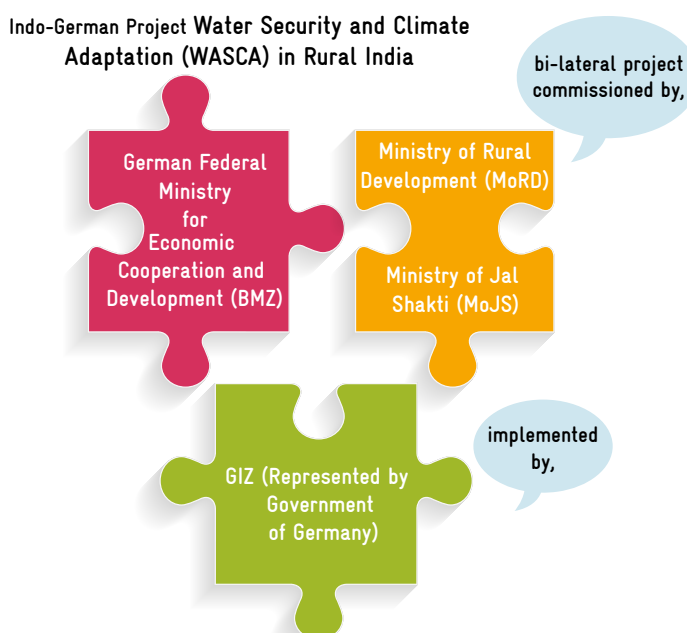 Indo-German Project Water Security and Climate
Adaptation (WASCA) in Rural India
bi-lateral project
commissioned by,
German Federal
Ministry
for
Economic
Cooperation and
Development (BMZ)
Ministry of Rural
Development (MoRD)
Ministry of Jal
Shakti (MoJS)
implemented
by,
GIZ (Represented by
Government
of Germany)